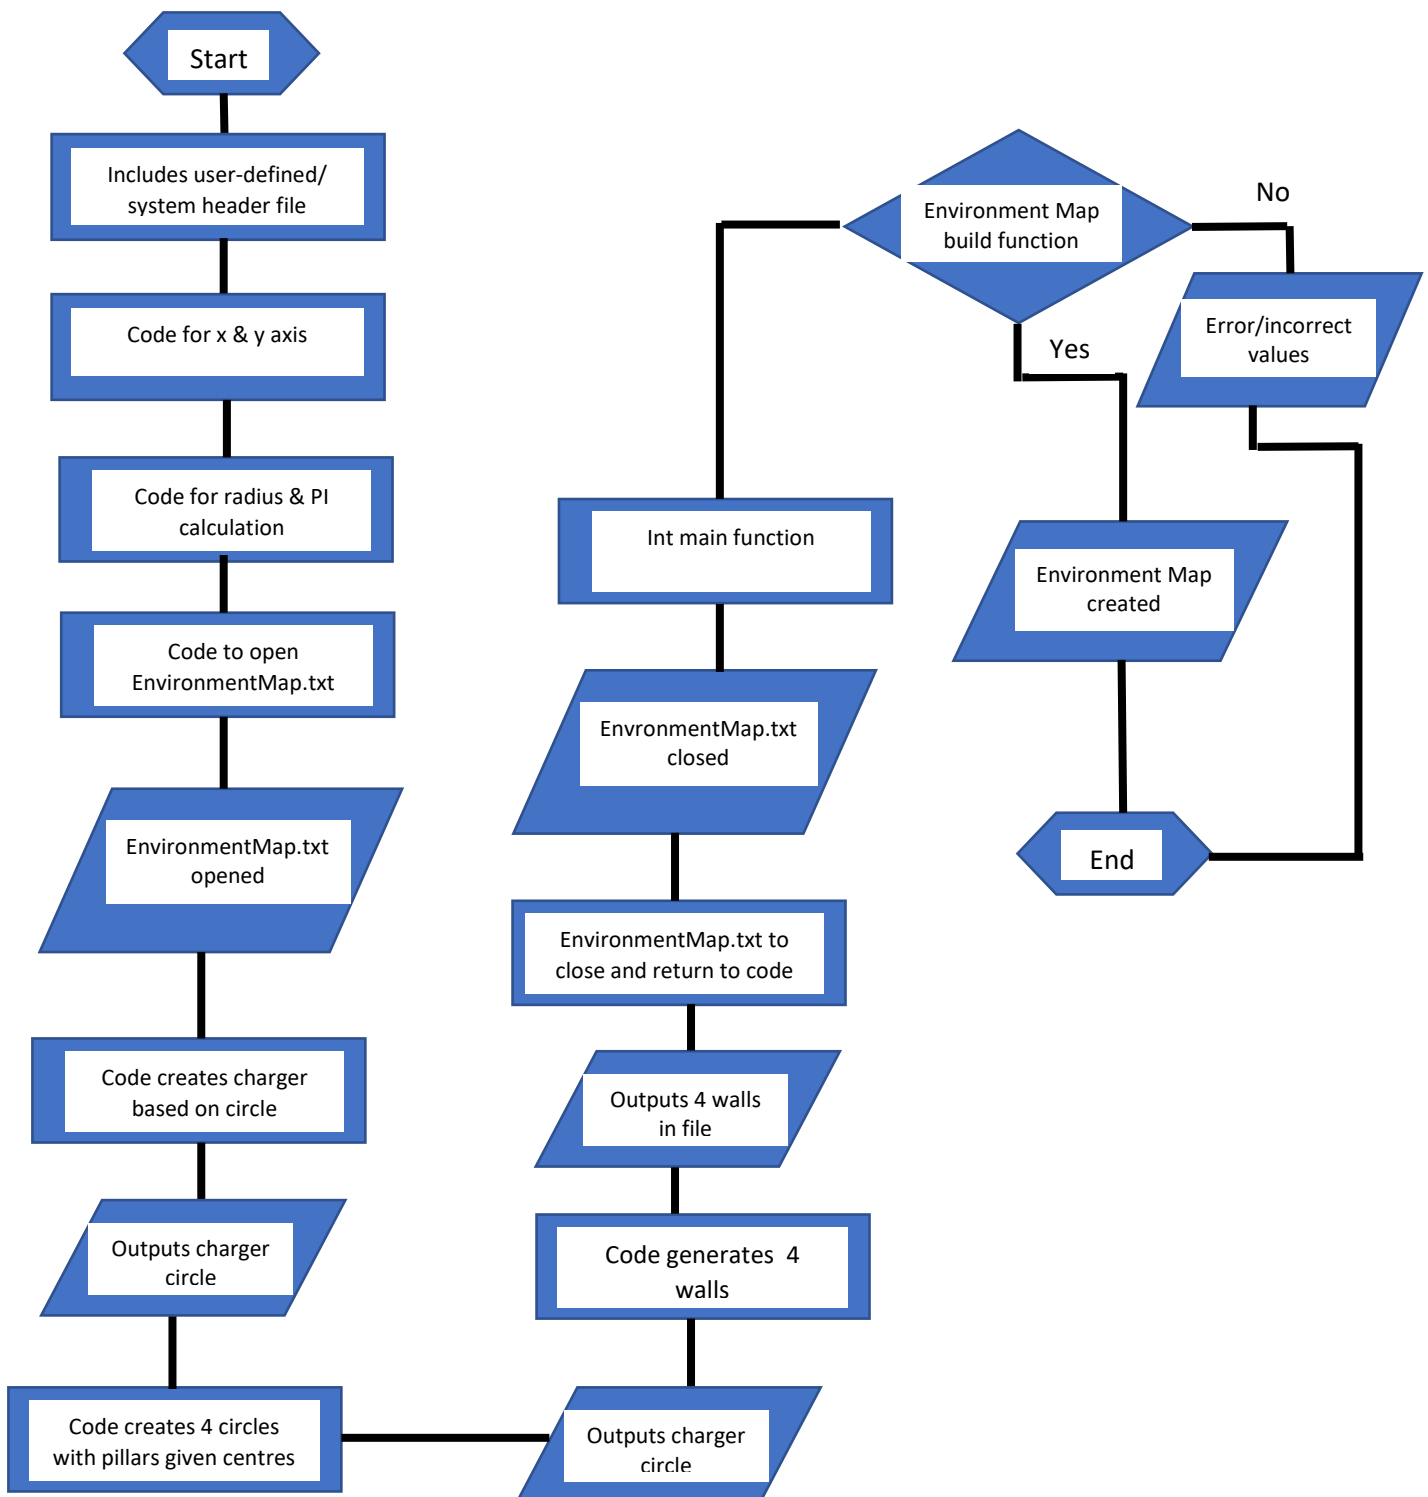 Start
Includes user-defined/
system header file
Code for x & y axis
Code for radius & PI
calculation
Code to open
EnvironmentMap.txt
EnvironmentMap.txt
opened
Code creates charger
based on circle
Outputs charger
circle
Code creates 4 circles
with pillars given centres
Outputs charger
circle
Code generates 4
walls
Outputs 4 walls
in file
EnvironmentMap.txt to
close and return to code
EnvronmentMap.txt
closed
Int main function
Environment Map
build function
No
Error/incorrect
values
Yes
Environment Map
created
End